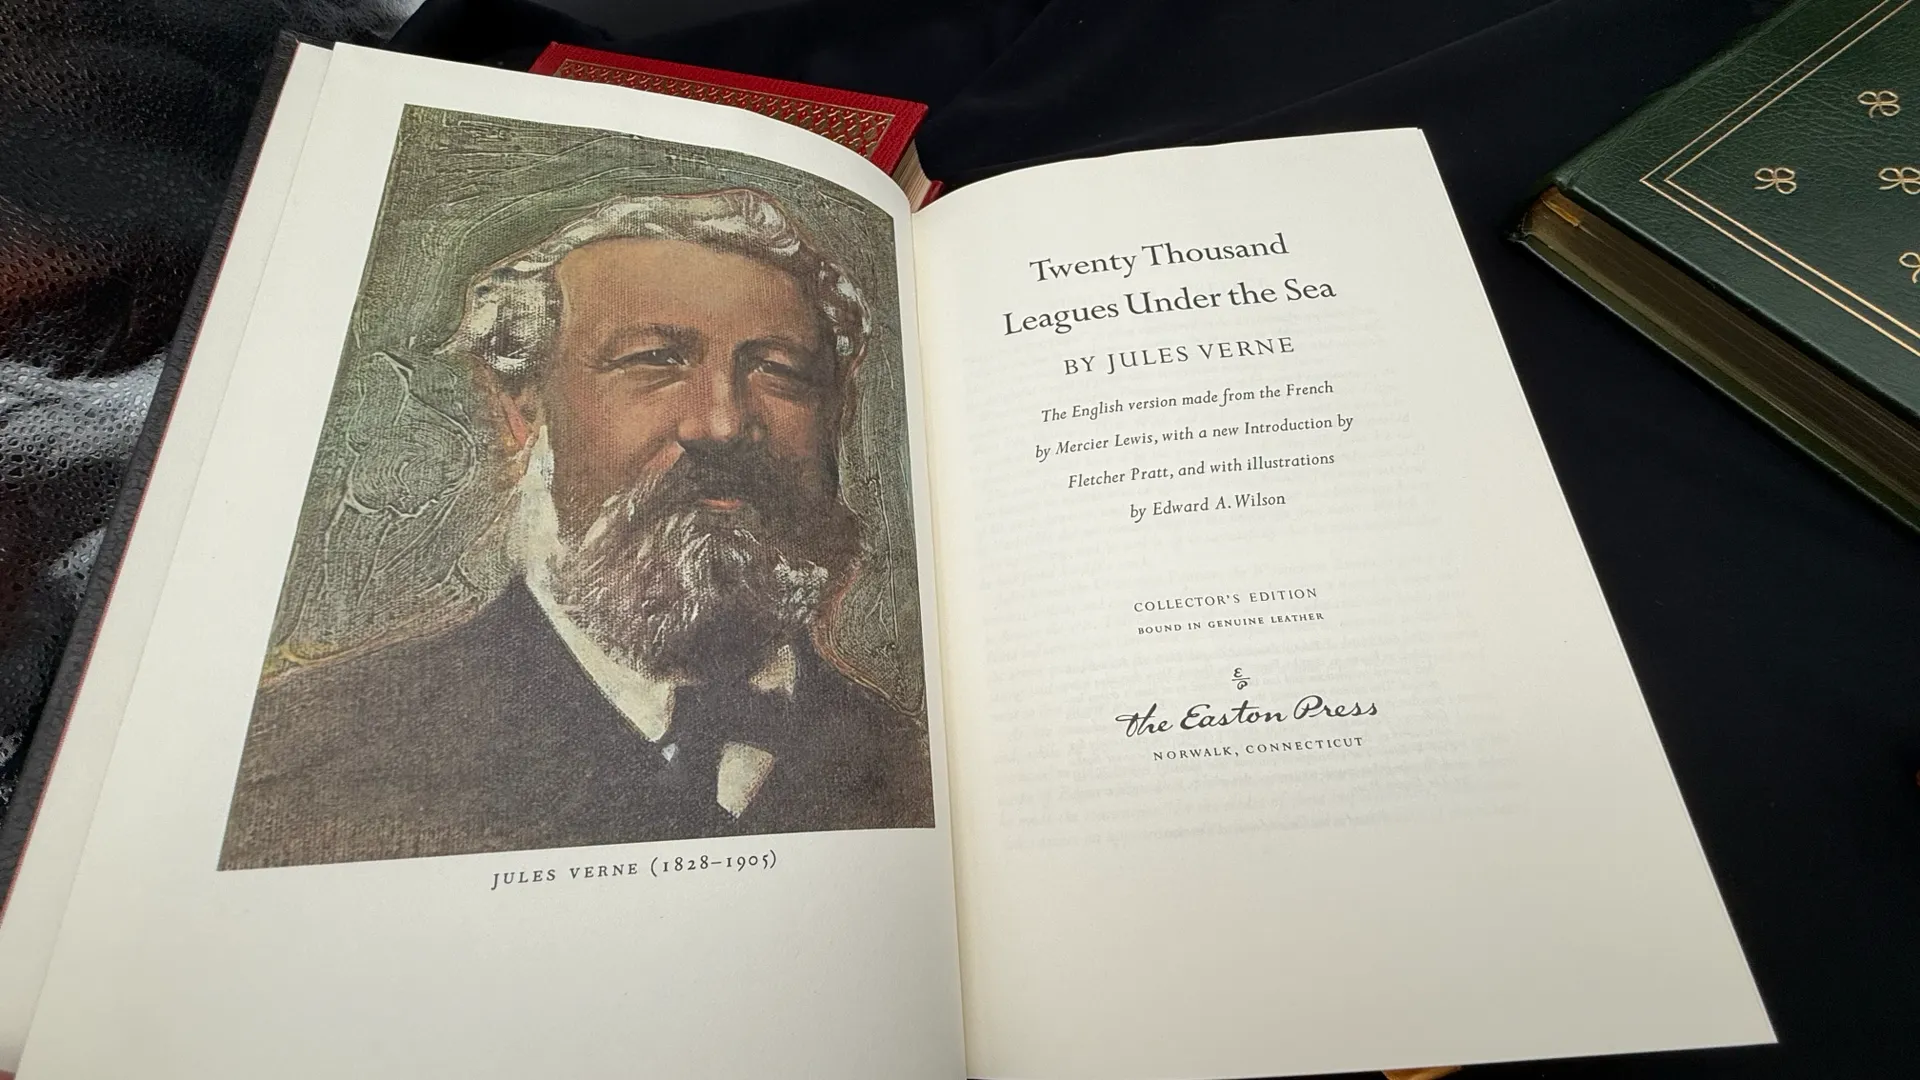 JULES VERNE (1828–1905)
Twenty Thousand
Leagues Under the Sea
BY JULES VERNE
The English version made from the French
by Mercier Lewis, with a new Introduction by
Fletcher Pratt, and with illustrations
by Edward A. Wilson
COLLECTOR'S EDITION
BOUND IN GENUINE LEATHER
E
P
The Easton Press
NORWALK, CONNECTICUT